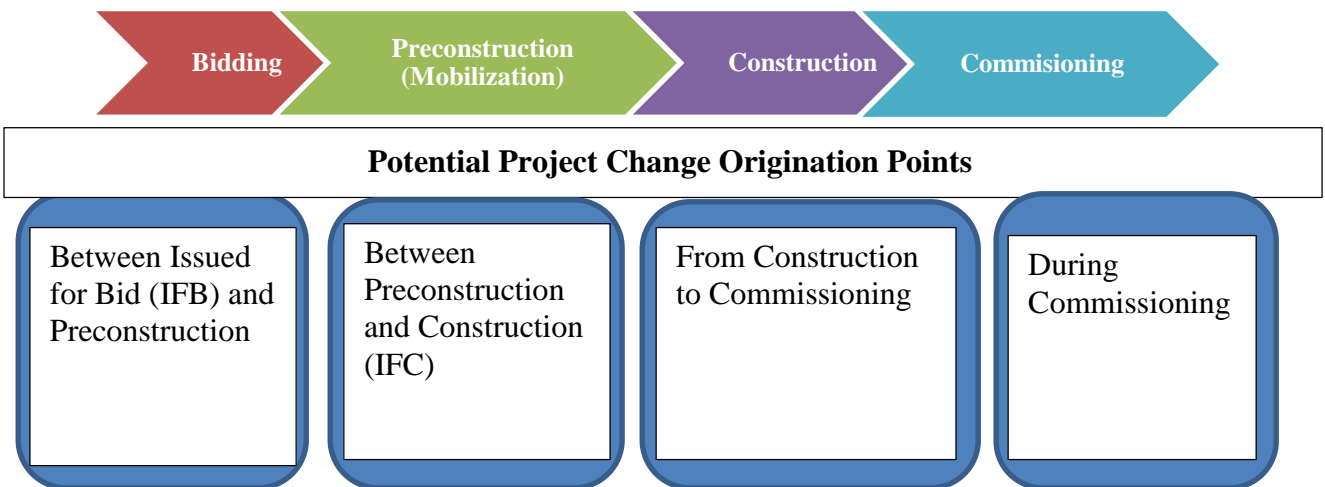 Bidding
Preconstruction
(Mobilization)
Construction
Commisioning
Potential Project Change Origination Points
Between Issued
for Bid (IFB) and
Preconstruction
Between
Preconstruction
and Construction
(IFC)
From Construction
to Commissioning
During
Commissioning